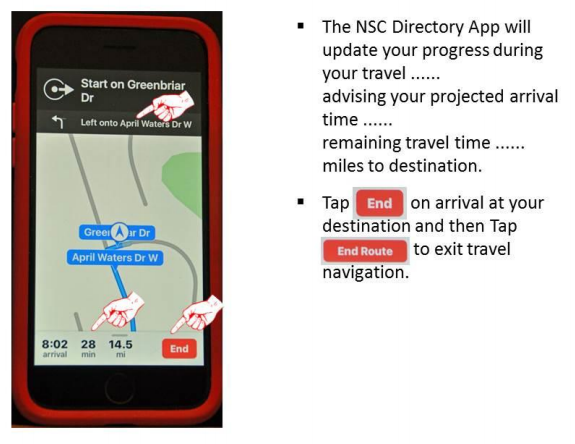 Start on Greenbriar
Dr
Left onto April Waters Dr W
April Waters Dr W
8:02 28 14.5 End
arrival min mi
▪ The NSC Directory App will
update your progress during
your travel ......
advising your projected arrival
time ......
remaining travel time ......
miles to destination.
▪ Tap End on arrival at your
destination and then Tap
End Route to exit travel
navigation.